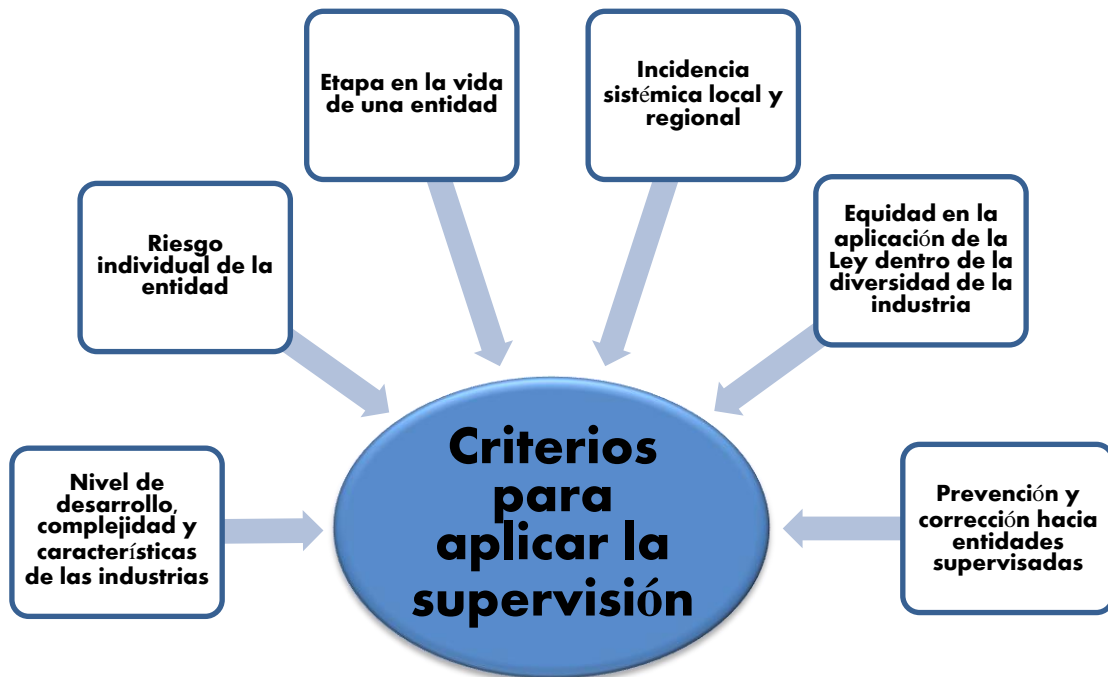 Etapa en la vida
de una entidad
Incidencia
sistémica local y
regional
Riesgo
individual de la
entidad
Equidad en la
aplicación de la
Ley dentro de la
diversidad de la
industria
Nivel de
desarrollo,
complejidad y
características
de las industrias
Criterios
para
aplicar la
supervisión
Prevención y
corrección hacia
entidades
supervisadas